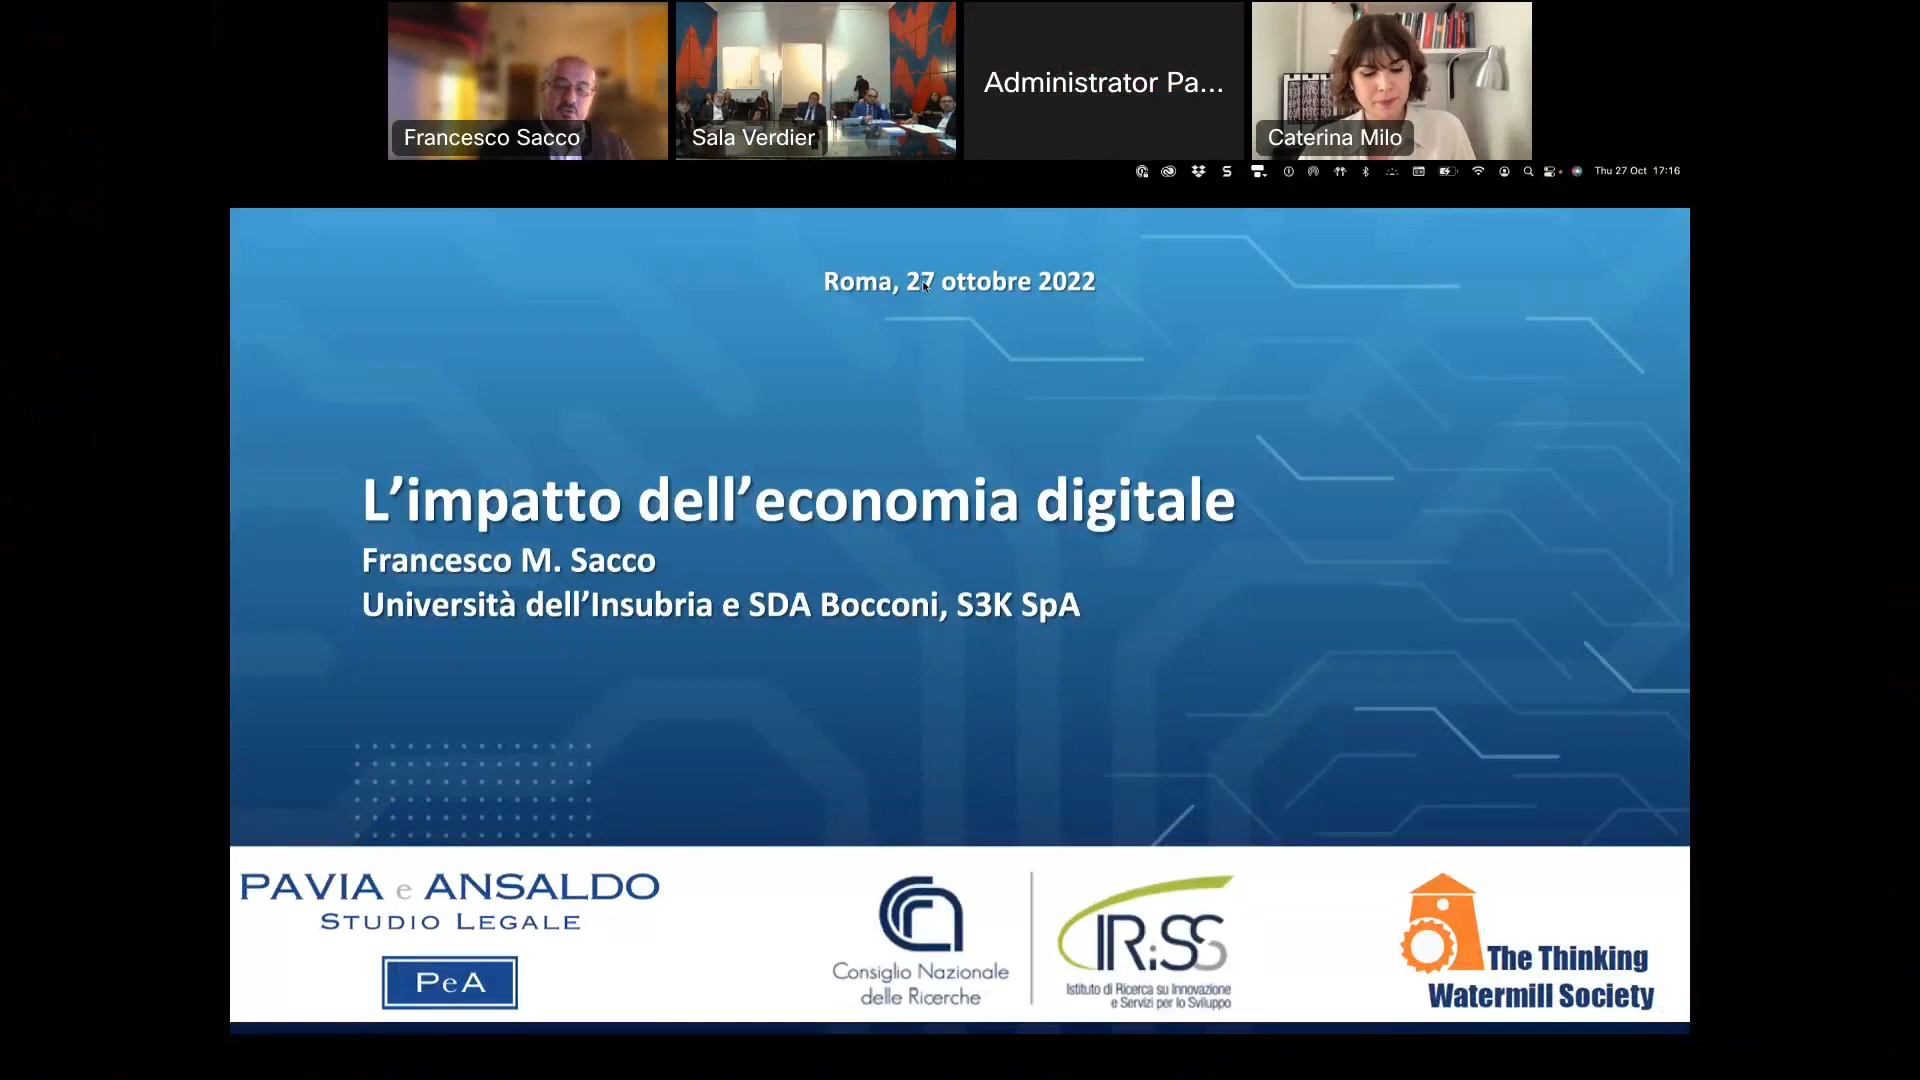 Francesco Sacco
Sala Verdier
Administrator Pa...
Caterina Milo
Thu 27 Oct 17:16
Roma, 27 ottobre 2022
L’impatto dell’economia digitale
Francesco M. Sacco
Università dell’Insubria e SDA Bocconi, S3K SpA
PAVIA e ANSALDO
STUDIO LEGALE
PeA
Consiglio Nazionale
delle Ricerche
IRiSS
Istituto di Ricerca su Innovazione
e Servizi per lo Sviluppo
The Thinking
Watermill Society